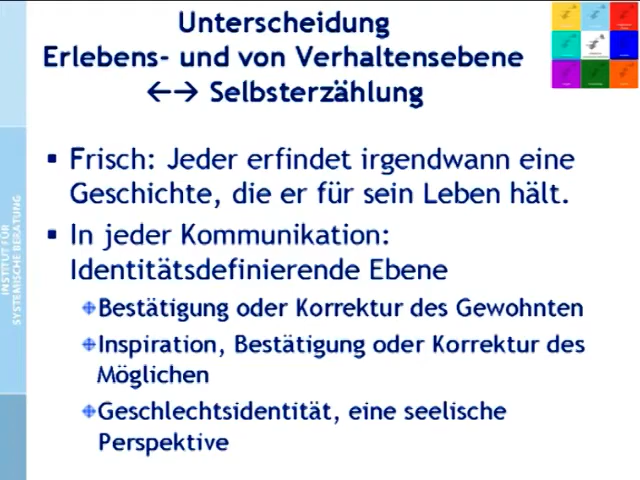 Unterscheidung
Erlebens- und von Verhaltensebene
←→ Selbsterzählung
▪ Frisch: Jeder erfindet irgendwann eine
Geschichte, die er für sein Leben hält.
▪ In jeder Kommunikation:
Identitätsdefinierende Ebene
Bestätigung oder Korrektur des Gewohnten
Inspiration, Bestätigung oder Korrektur des
Möglichen
Geschlechtsidentität, eine seelische
Perspektive
INSTITUT FÜR
SYSTEMISCHE BERATUNG